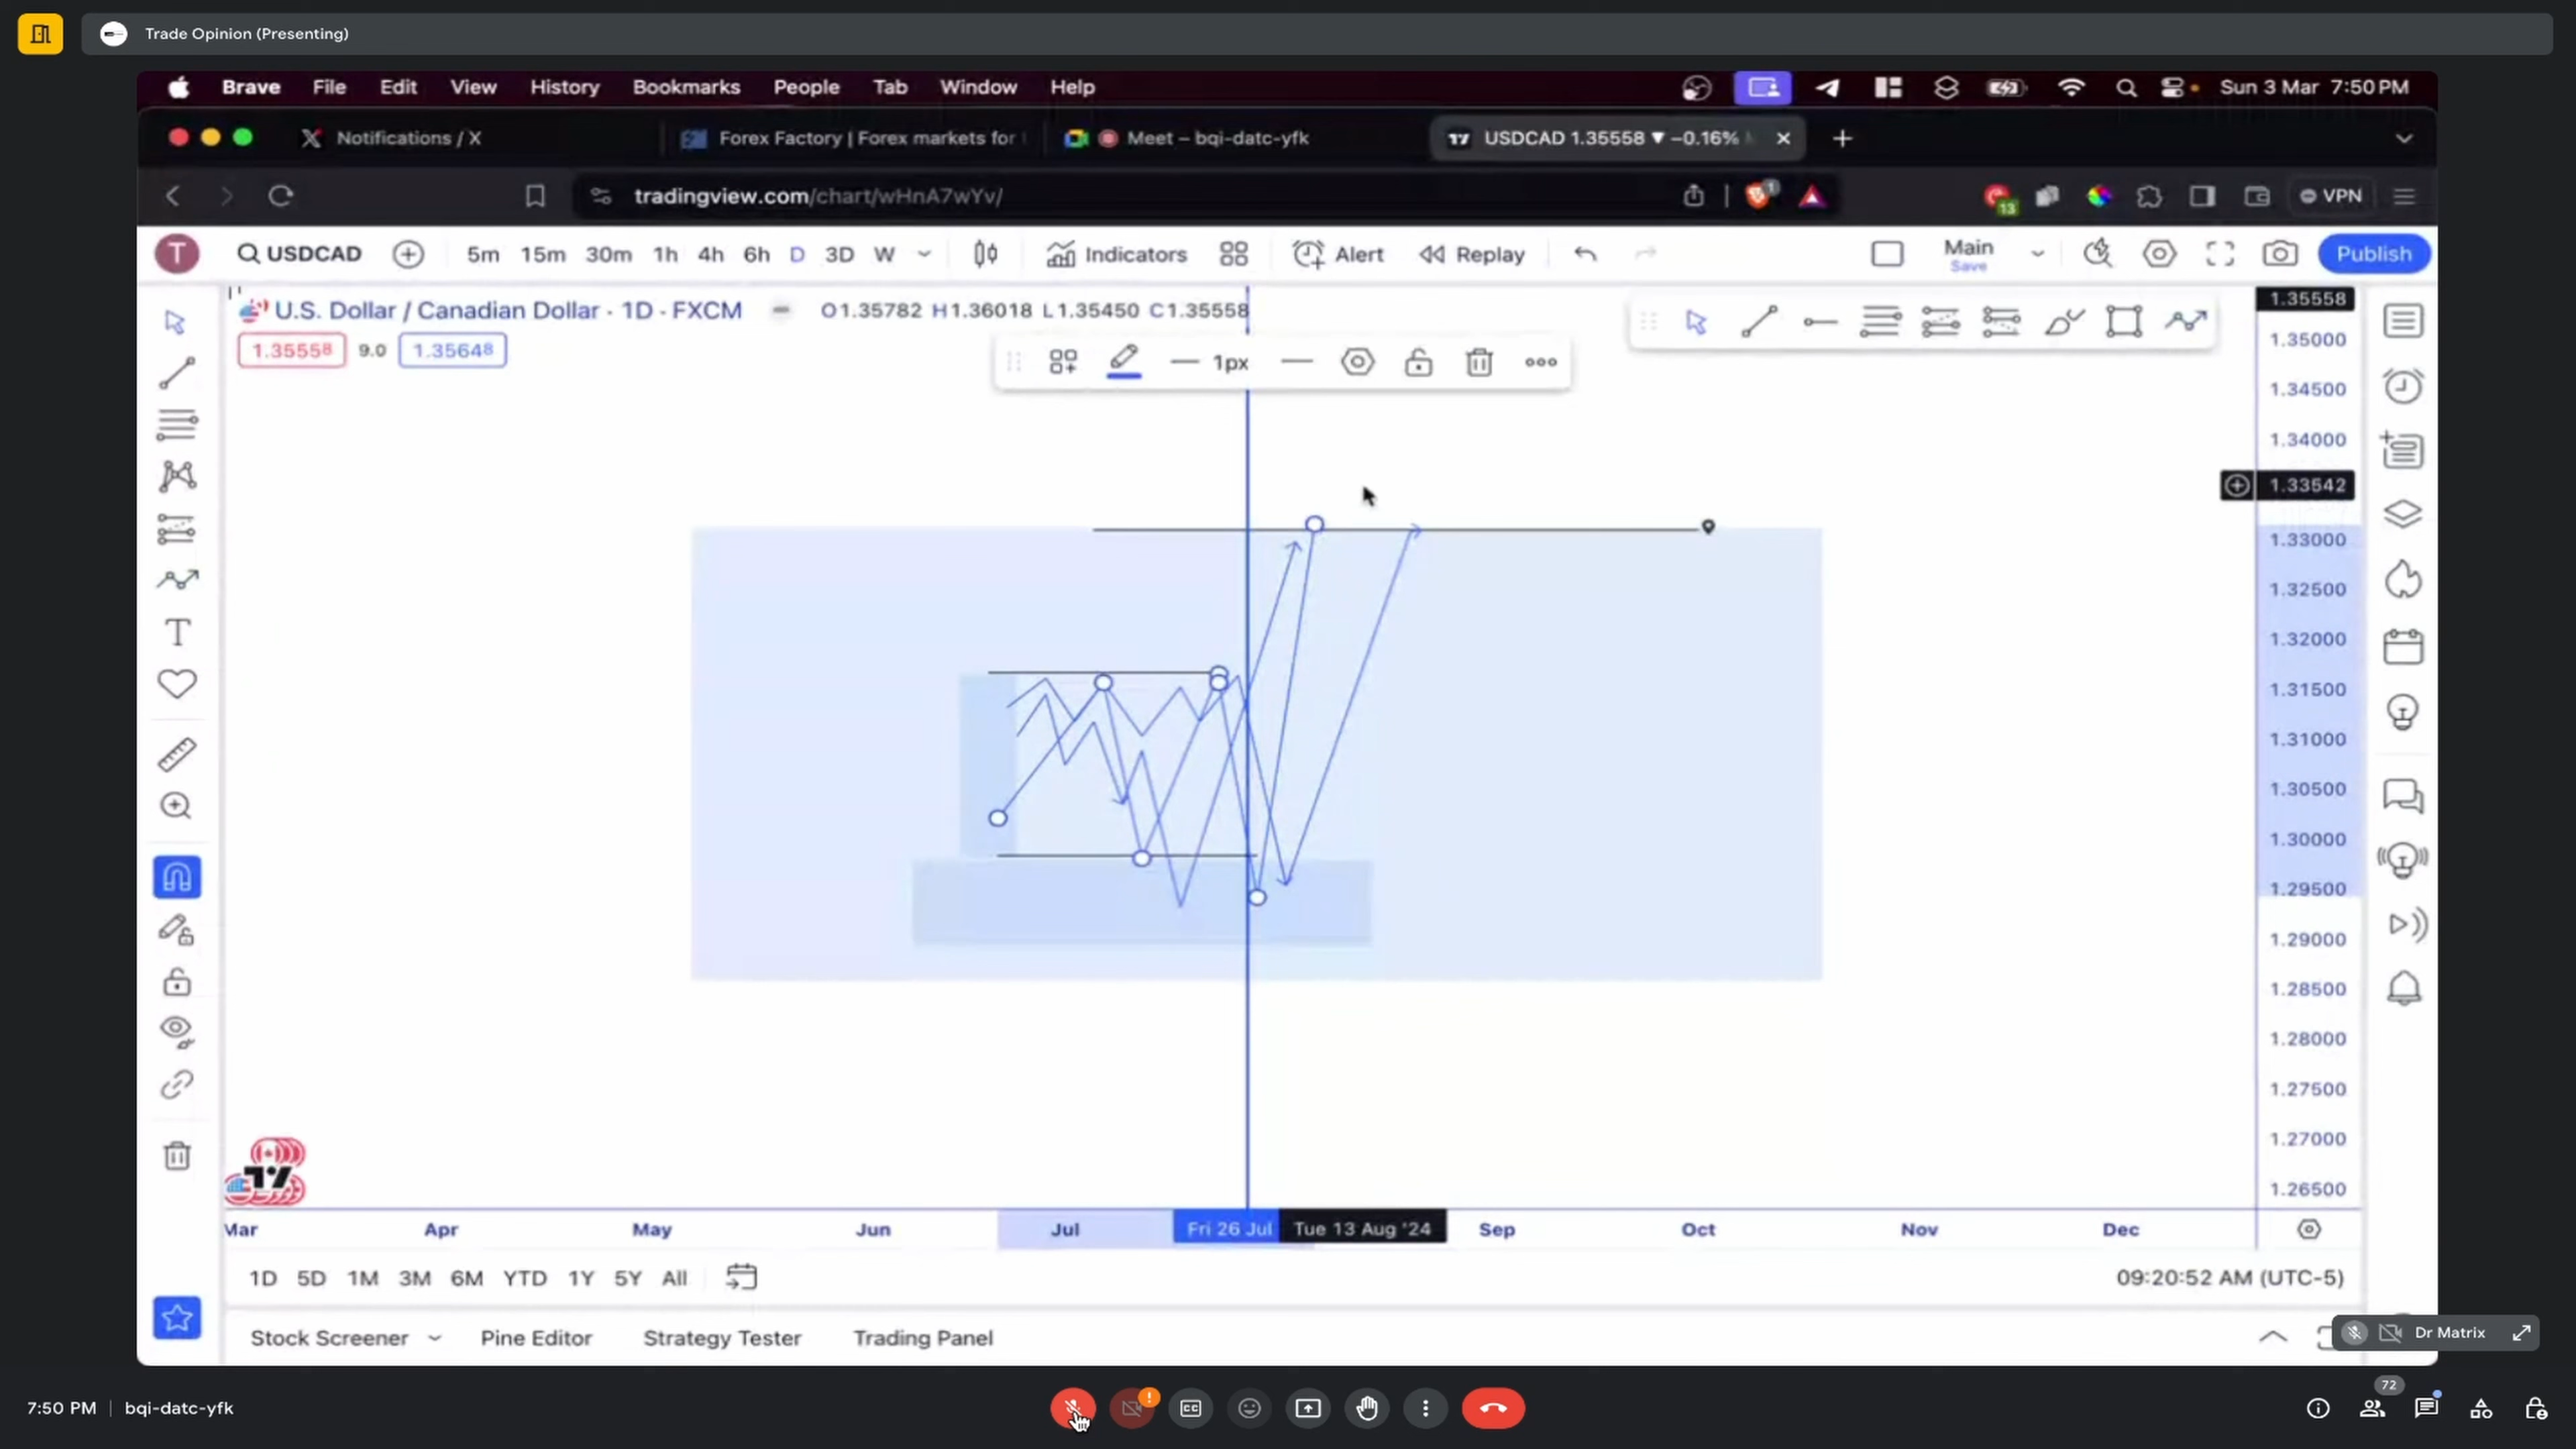 Trade Opinion (Presenting)
Brave File Edit View History Bookmarks People Tab Window Help Sun 3 Mar 7:50 PM
Notifications / X Forex Factory | Forex markets for Meet – bqi-datc-yfk USDCAD 1.35558 ▼ −0.16%
tradingview.com/chart/wHnA7wYv/ 1 13 VPN
T USDCAD 5m 15m 30m 1h 4h 6h D 3D W Indicators Alert Replay Main Save Publish
U.S. Dollar / Canadian Dollar · 1D · FXCM O1.35782 H1.36018 L1.35450 C1.35558
1.35558 9.0 1.35648
1px
1.35558
1.35000
1.34500
1.34000
1.33542
1.33000
1.32500
1.32000
1.31500
1.31000
1.30500
1.30000
1.29500
1.29000
1.28500
1.28000
1.27500
1.27000
1.26500
Mar Apr May Jun Jul Fri 26 Jul Tue 13 Aug '24 Sep Oct Nov Dec
1D 5D 1M 3M 6M YTD 1Y 5Y All 09:20:52 AM (UTC-5)
Stock Screener Pine Editor Strategy Tester Trading Panel
Dr Matrix
7:50 PM | bqi-datc-yfk CC 72